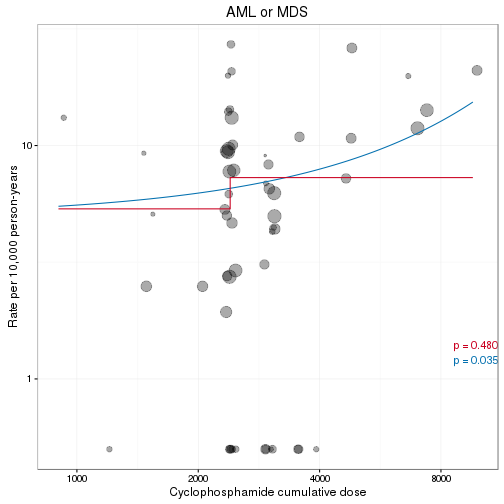 AML or MDS
Rate per 10,000 person-years
10
1
p = 0.480
p = 0.035
1000 2000 4000 8000
Cyclophosphamide cumulative dose